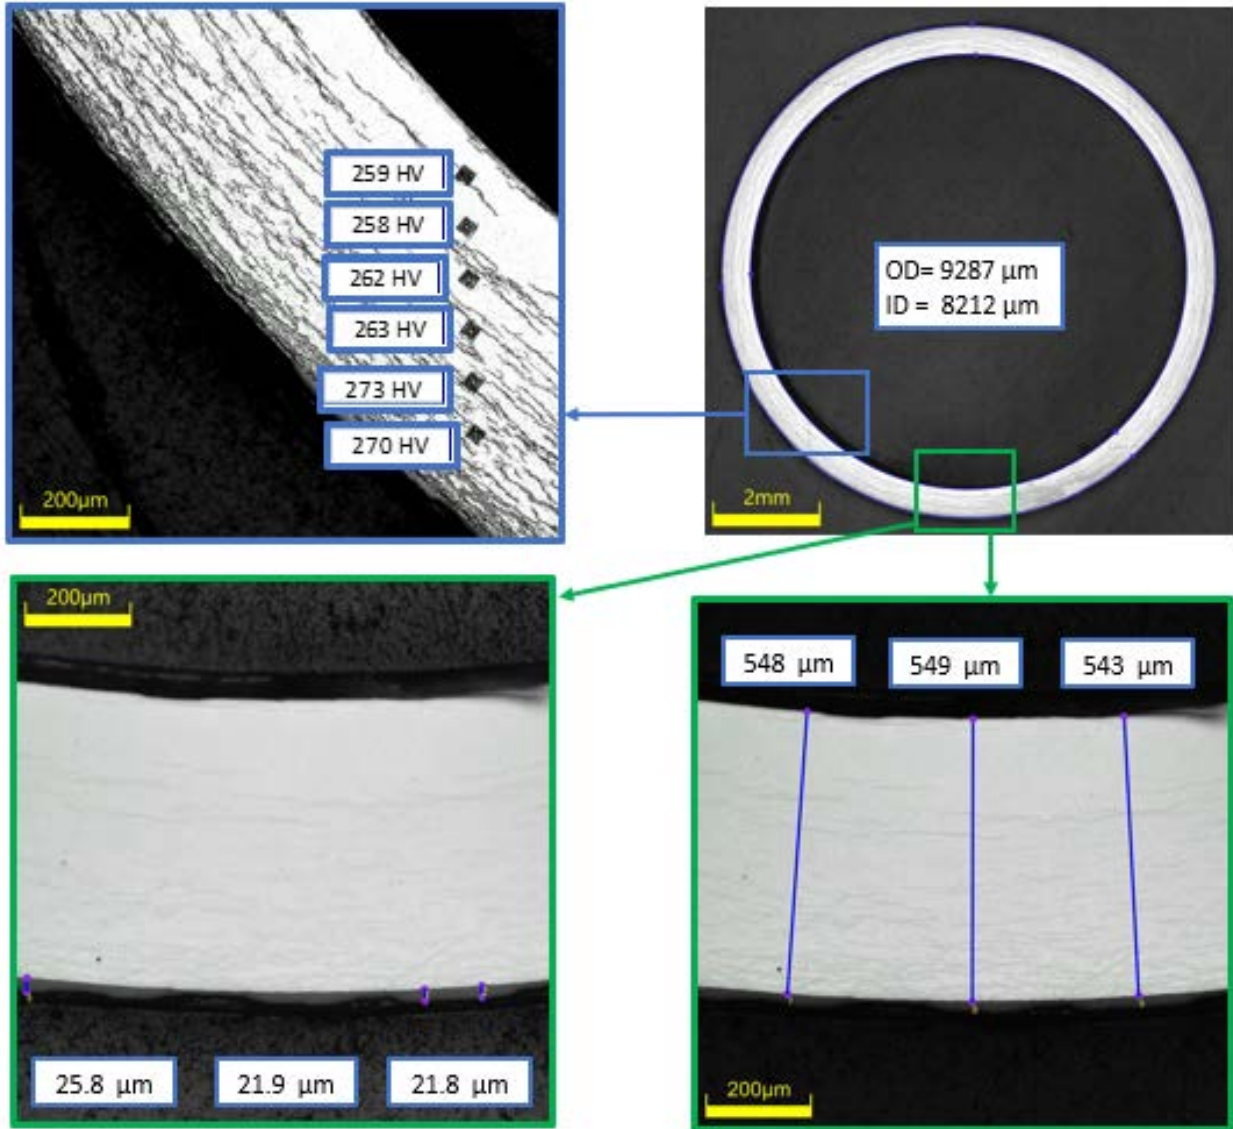 259 HV
258 HV
262 HV
263 HV
273 HV
270 HV
200µm
OD= 9287 µm
ID = 8212 µm
2mm
200µm
25.8 µm
21.9 µm
21.8 µm
548 µm
549 µm
543 µm
200µm